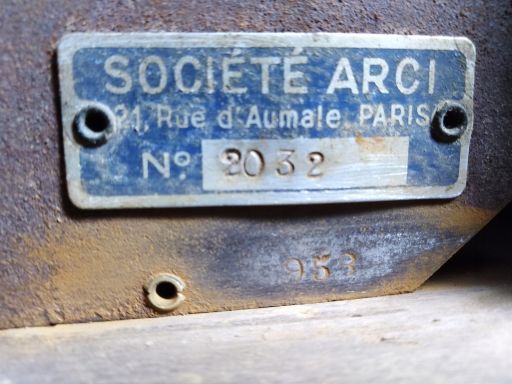 SOCIÉTÉ ARCI
21, Rue d'Aumale, PARIS
N° 2032
953